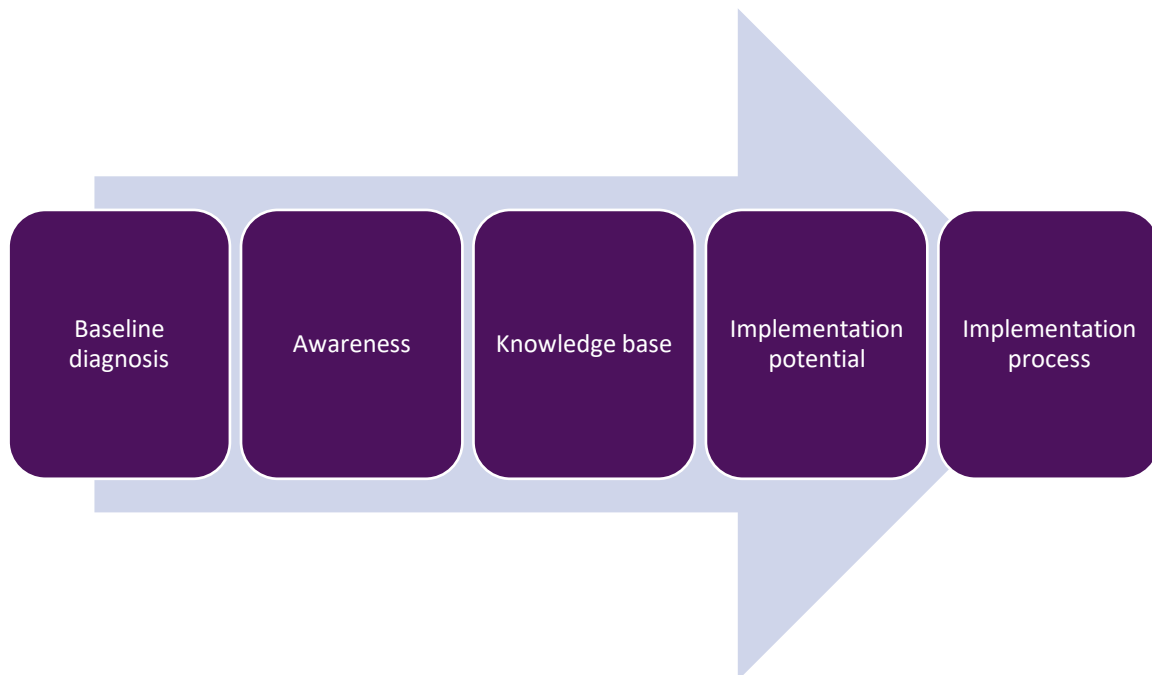 Baseline
diagnosis
Awareness
Knowledge base
Implementation
potential
Implementation
process